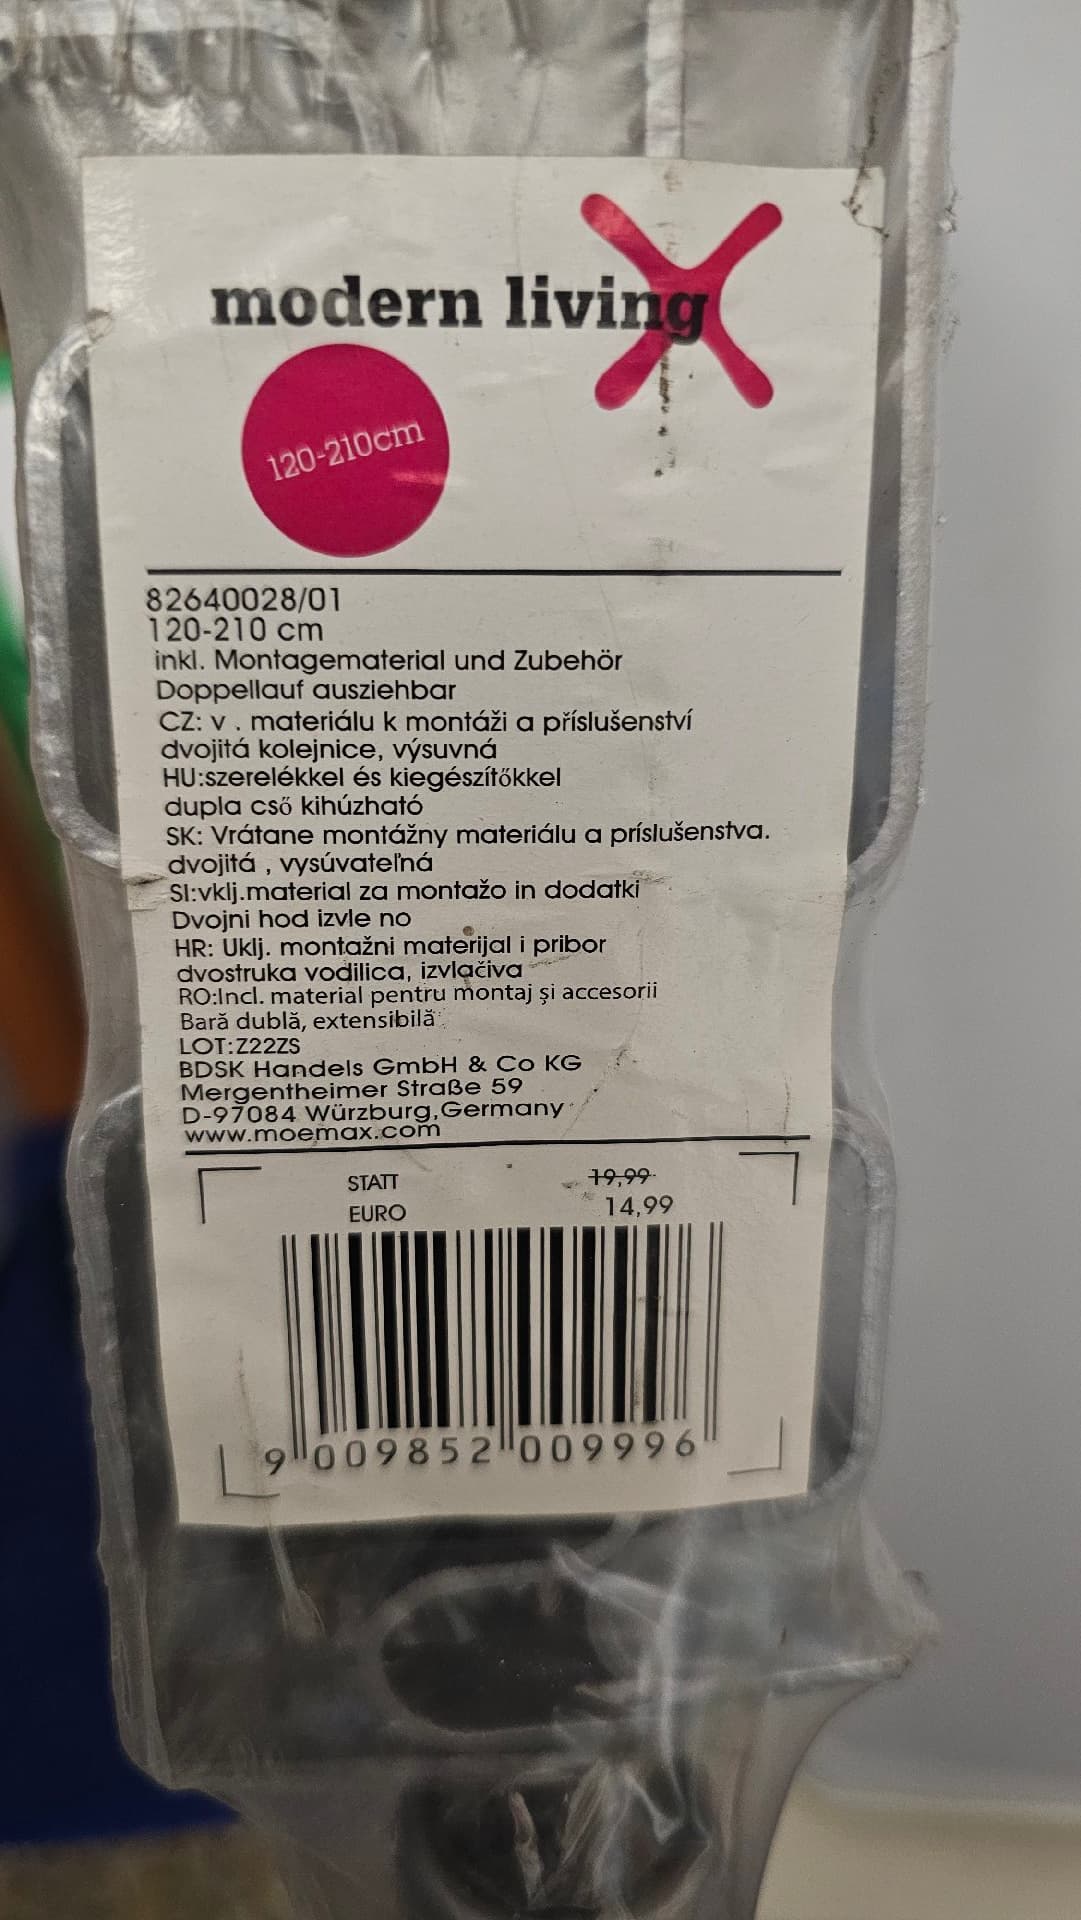 modern living
120-210cm
82640028/01
120-210 cm
inkl. Montagematerial und Zubehör
Doppellauf ausziehbar
CZ: v . materiálu k montáži a příslušenství
dvojitá kolejnice, výsuvná
HU:szerelékkel és kiegészítőkkel
dupla cső kihúzható
SK: Vrátane montážny materiálu a príslušenstva.
dvojitá , vysúvateľná
SI:vklj.material za montažo in dodatki
Dvojni hod izvle no
HR: Uklj. montažni materijal i pribor
dvostruka vodilica, izvlačiva
RO:Incl. material pentru montaj și accesorii
Bară dublă, extensibilă
LOT:Z22ZS
BDSK Handels GmbH & Co KG
Mergentheimer Straße 59
D-97084 Würzburg,Germany
www.moemax.com
STATT 19,99
EURO 14,99
9 009852 009996